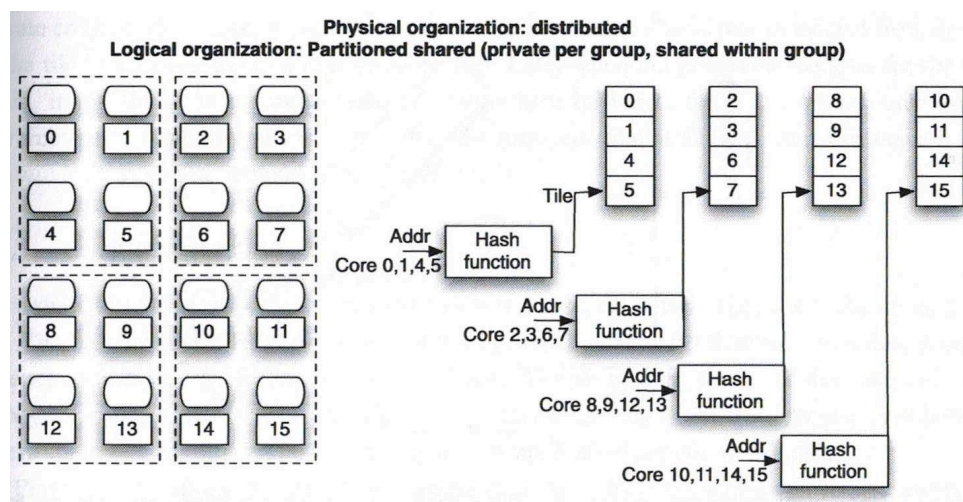 Physical organization: distributed
Logical organization: Partitioned shared (private per group, shared within group)
0 1 2 3
4 5 6 7
8 9 10 11
12 13 14 15
0 2 8 10
1 3 9 11
4 6 12 14
5 7 13 15
Tile
Addr
Core 0,1,4,5
Hash
function
Addr
Core 2,3,6,7
Hash
function
Addr
Core 8,9,12,13
Hash
function
Addr
Core 10,11,14,15
Hash
function